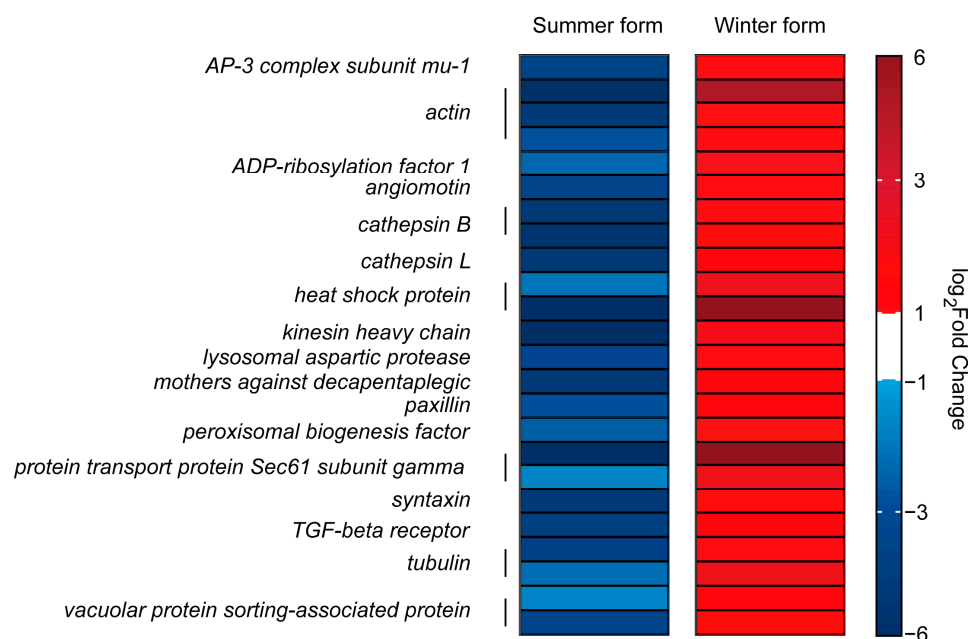 Summer form Winter form
AP-3 complex subunit mu-1
actin
ADP-ribosylation factor 1
angiomotin
cathepsin B
cathepsin L
heat shock protein
kinesin heavy chain
lysosomal aspartic protease
mothers against decapentaplegic
paxillin
peroxisomal biogenesis factor
protein transport protein Sec61 subunit gamma
syntaxin
TGF-beta receptor
tubulin
vacuolar protein sorting-associated protein
6
3
1
−1
−3
−6
log2Fold Change